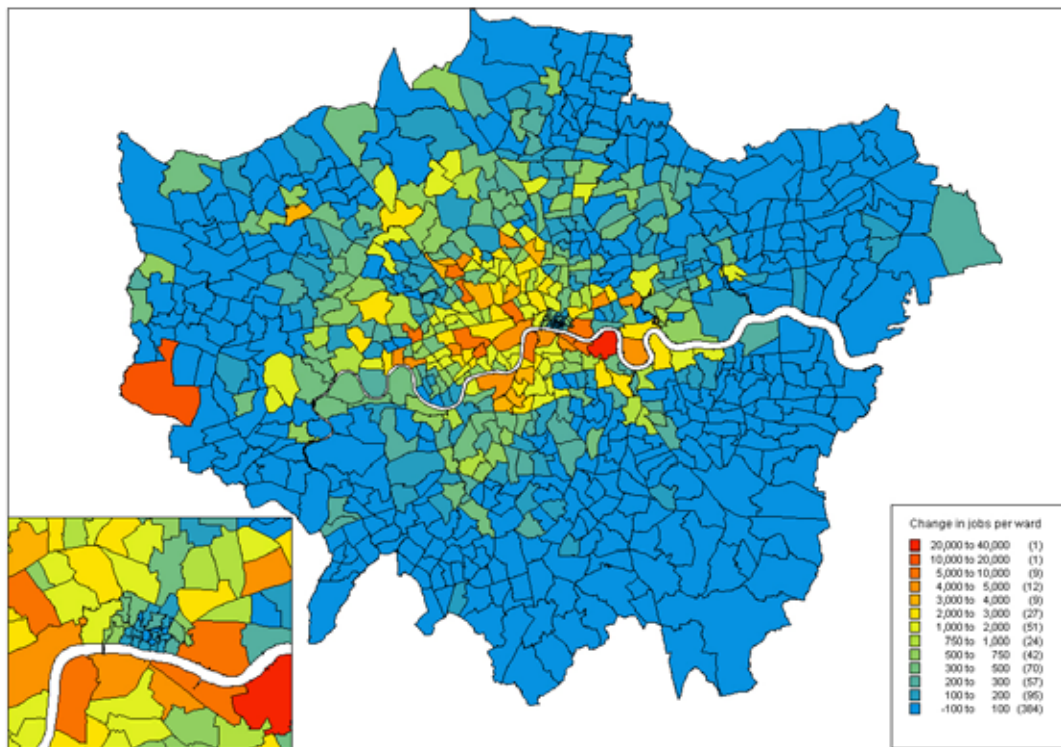 Change in jobs per ward
20,000 to 40,000 (1)
10,000 to 20,000 (1)
5,000 to 10,000 (9)
4,000 to 5,000 (12)
3,000 to 4,000 (9)
2,000 to 3,000 (27)
1,000 to 2,000 (51)
750 to 1,000 (24)
500 to 750 (42)
300 to 500 (70)
200 to 300 (57)
100 to 200 (95)
-100 to 100 (384)